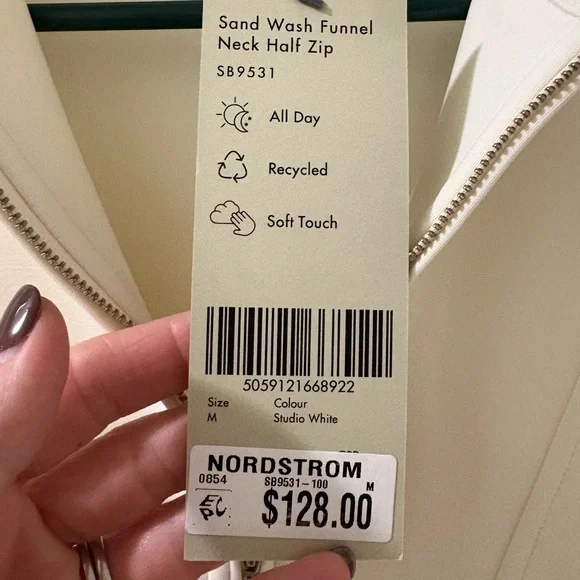 Sand Wash Funnel
Neck Half Zip
SB9531
All Day
Recycled
Soft Touch
5059121668922
Size Colour
M Studio White
NORDSTROM
0854 SB9531-100 M
$128.00